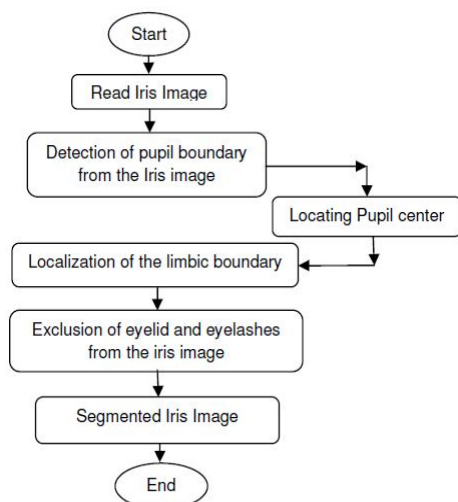 Start
Read Iris Image
Detection of pupil boundary
from the Iris image
Locating Pupil center
Localization of the limbic boundary
Exclusion of eyelid and eyelashes
from the iris image
Segmented Iris Image
End